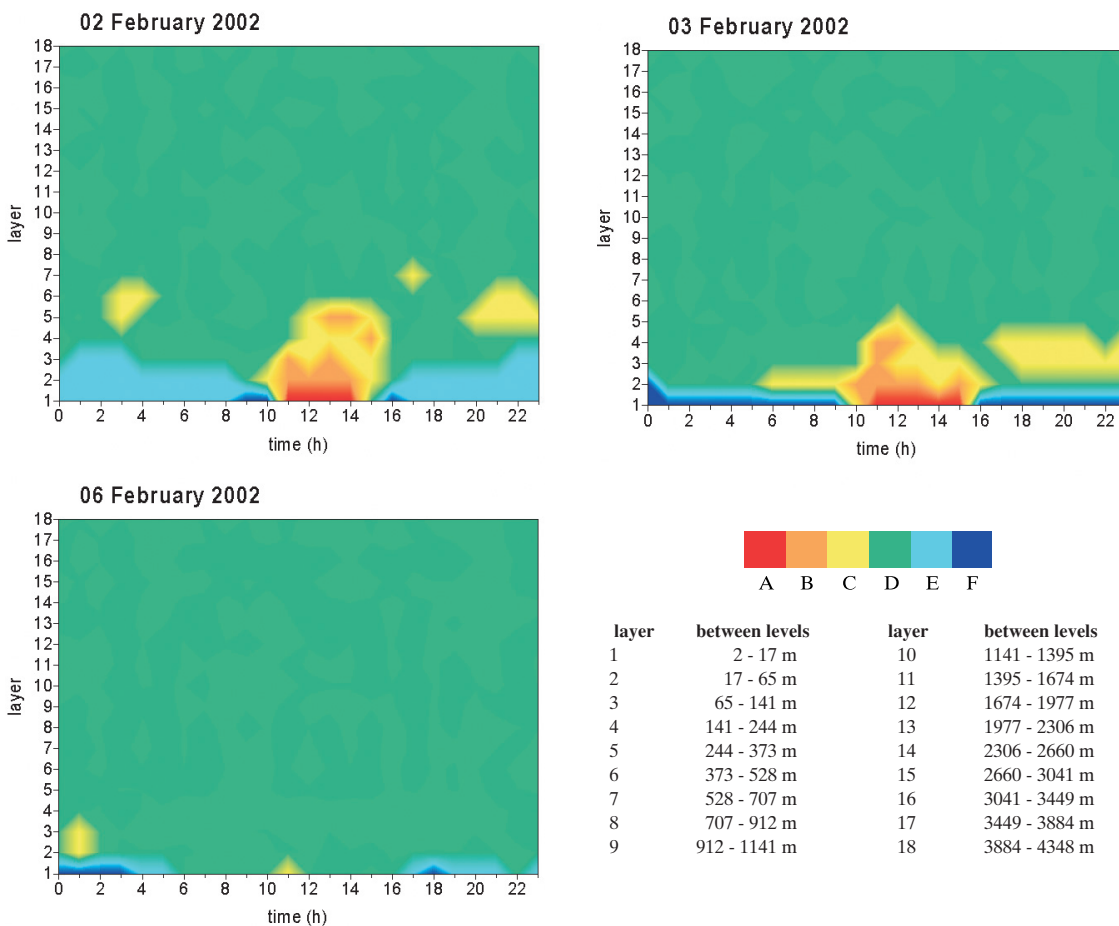 02 February 2002
18
17
16
15
14
13
12
11
10
9
8
7
6
5
4
3
2
1
layer
0 2 4 6 8 10 12 14 16 18 20 22
time (h)
03 February 2002
18
17
16
15
14
13
12
11
10
9
8
7
6
5
4
3
2
1
layer
0 2 4 6 8 10 12 14 16 18 20 22
time (h)
06 February 2002
18
17
16
15
14
13
12
11
10
9
8
7
6
5
4
3
2
1
layer
0 2 4 6 8 10 12 14 16 18 20 22
time (h)
A B C D E F
layer between levels layer between levels
1 2 - 17 m 10 1141 - 1395 m
2 17 - 65 m 11 1395 - 1674 m
3 65 - 141 m 12 1674 - 1977 m
4 141 - 244 m 13 1977 - 2306 m
5 244 - 373 m 14 2306 - 2660 m
6 373 - 528 m 15 2660 - 3041 m
7 528 - 707 m 16 3041 - 3449 m
8 707 - 912 m 17 3449 - 3884 m
9 912 - 1141 m 18 3884 - 4348 m